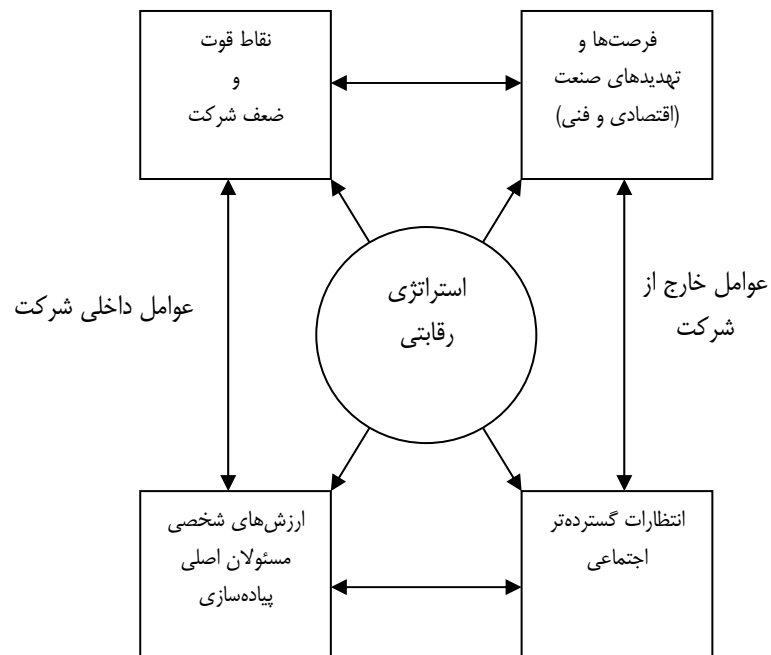 فرصت‌ها و
تهدیدهای صنعت
(اقتصادی و فنی)
نقاط قوت
و
ضعف شرکت
استراتژی
رقابتی
عوامل خارج از
شرکت
عوامل داخلی شرکت
انتظارات گسترده‌تر
اجتماعی
ارزش‌های شخصی
مسئولان اصلی
پیاده‌سازی